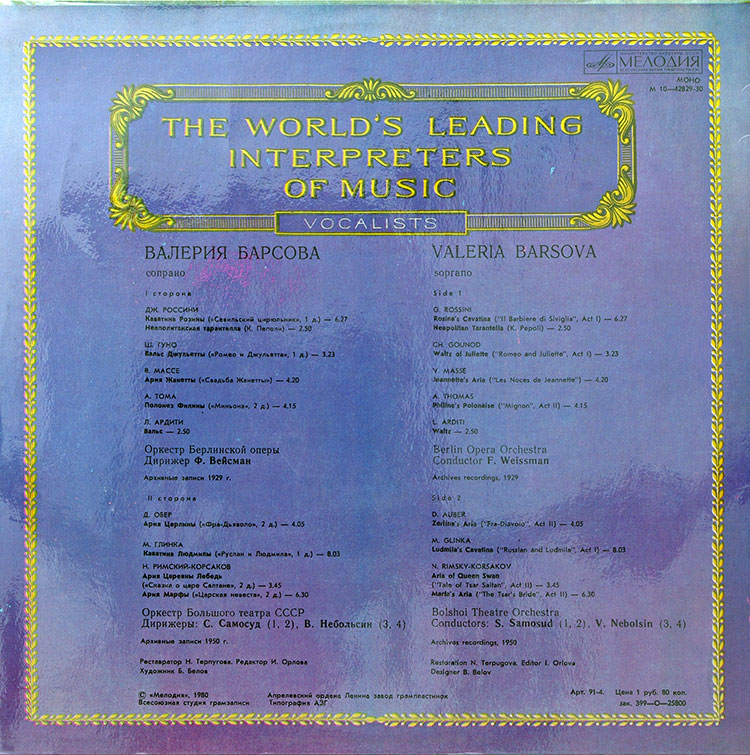 МЕЛОДИЯ
МОНО
М 10—42829-30
THE WORLD'S LEADING
INTERPRETERS
OF MUSIC
VOCALISTS
ВАЛЕРИЯ БАРСОВА
сопрано
I сторона
ДЖ. РОССИНИ
Каватина Розины («Севильский цирюльник», 1 д.) — 6.27
Неаполитанская тарантелла (К. Пеполи) — 2.50
Ш. ГУНО
Вальс Джульетты («Ромео и Джульетта», 1 д.) — 3.23
В. МАССЕ
Ария Жанетты («Свадьба Жанетты») — 4.20
А. ТОМА
Полонез Филины («Миньона», 2 д.) — 4.15
Л. АРДИТИ
Вальс — 2.50
Оркестр Берлинской оперы
Дирижер Ф. Вейсман
Архивные записи 1929 г.
II сторона
Д. ОБЕР
Ария Церлины («Фра-Дьяволо», 2 д.) — 4.05
М. ГЛИНКА
Каватина Людмилы («Руслан и Людмила», 1 д.) — 8.03
Н. РИМСКИЙ-КОРСАКОВ
Ария Царевны Лебедь
(«Сказка о царе Салтане», 2 д.) — 3.45
Ария Марфы («Царская невеста», 2 д.) — 6.30
Оркестр Большого театра СССР
Дирижеры: С. Самосуд (1, 2), В. Небольсин (3, 4)
Архивные записи 1950 г.
Реставратор Н. Терпугова. Редактор И. Орлова
Художник Б. Белов
VALERIA BARSOVA
soprano
Side 1
G. ROSSINI
Rosina's Cavatina ("Il Barbiere di Siviglia", Act I) — 6.27
Neapolitan Tarantella (K. Pepoli) — 2.50
CH. GOUNOD
Waltz of Juliette ("Romeo and Juliette", Act I) — 3.23
V. MASSE
Jeannette's Aria ("Les Noces de Jeannette") — 4.20
A. THOMAS
Philine's Polonaise ("Mignon", Act II) — 4.15
L. ARDITI
Waltz — 2.50
Berlin Opera Orchestra
Conductor F. Weissman
Archives recordings, 1929
Side 2
D. AUBER
Zerlina's Aria ("Fra-Diavolo", Act II) — 4.05
M. GLINKA
Ludmila's Cavatina ("Russian and Ludmila", Act I) — 8.03
N. RIMSKY-KORSAKOV
Aria of Queen Swan
("Tale of Tsar Saltan", Act II) — 3.45
Marfa's Aria ("The Tsar's Bride", Act II) — 6.30
Bolshoi Theatre Orchestra
Conductors: S. Samosud (1, 2), V. Nebolsin (3, 4)
Archives recordings, 1950
Restoration N. Terpugova. Editor I. Orlova
Designer B. Belov
© «Мелодия», 1980
Всесоюзная студия грамзаписи
Апрелевский ордена Ленина завод грампластинок
Типография АЗГ
Арт. 91-4. Цена 1 руб. 80 коп.
зак. 399—О—25800